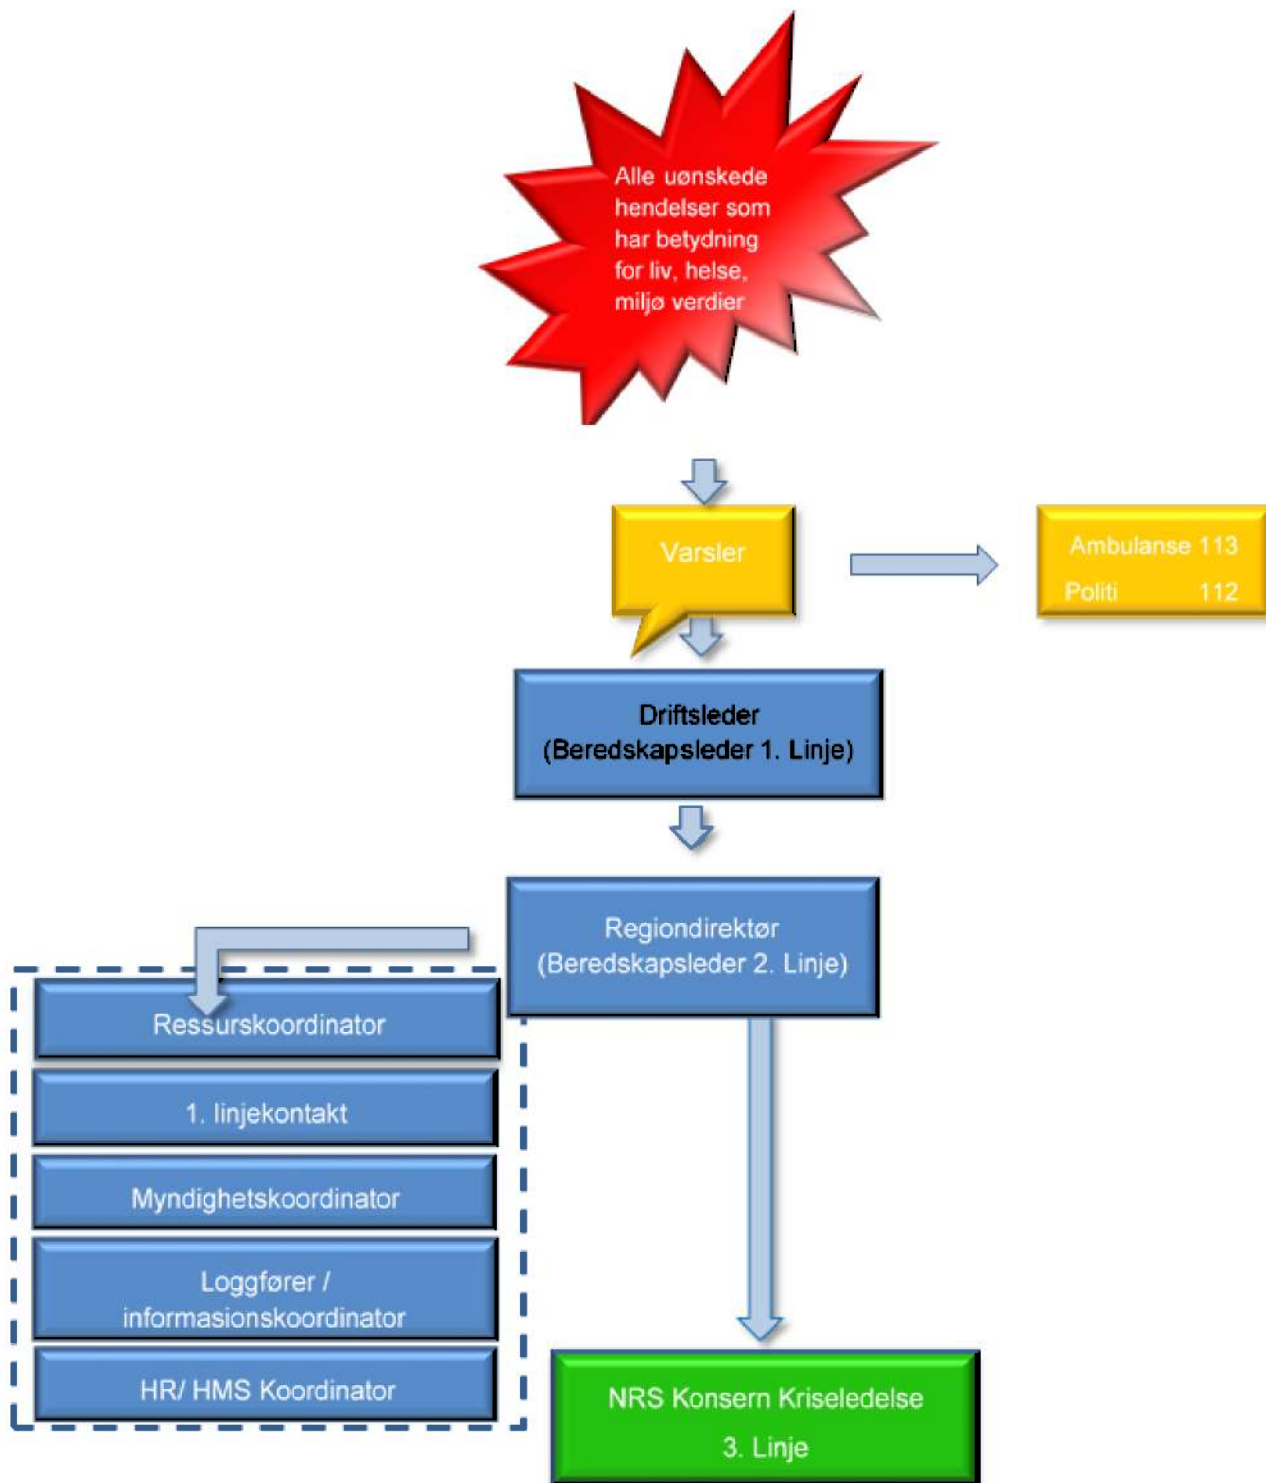 Alle uønskede
hendelser som
har betydning
for liv, helse,
miljø verdier
Varsler
Ambulanse 113
Politi 112
Driftsleder
(Beredskapsleder 1. Linje)
Regiondirektør
(Beredskapsleder 2. Linje)
Ressurskoordinator
1. linjekontakt
Myndighetskoordinator
Loggfører /
informasionskoordinator
HR/ HMS Koordinator
NRS Konsern Kriseledelse
3. Linje